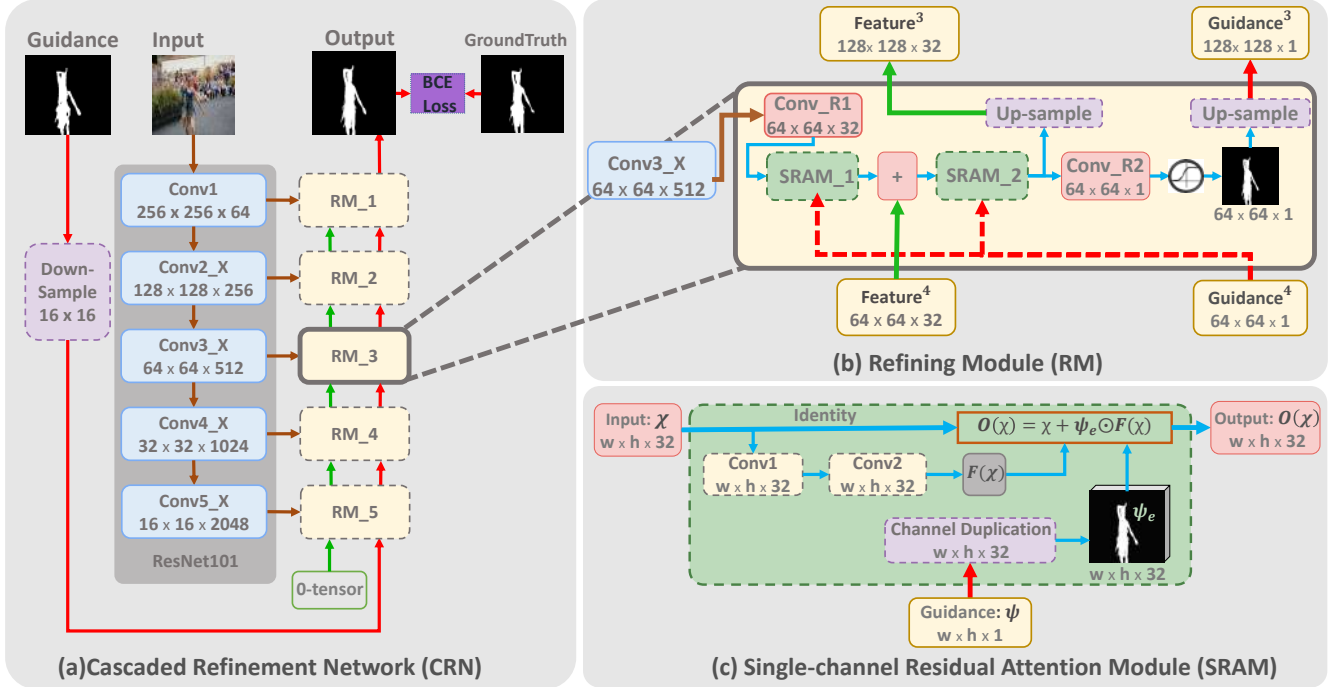 Guidance
Input
Output
GroundTruth
BCE
Loss
Conv1
256 x 256 x 64
Conv2_X
128 x 128 x 256
Conv3_X
64 x 64 x 512
Conv4_X
32 x 32 x 1024
Conv5_X
16 x 16 x 2048
ResNet101
Down-
Sample
16 x 16
RM_1
RM_2
RM_3
RM_4
RM_5
0-tensor
(a)Cascaded Refinement Network (CRN)
Feature³
128x 128 x 32
Guidance³
128x 128 x 1
Conv_R1
64 x 64 x 32
Up-sample
Up-sample
Conv3_X
64 x 64 x 512
SRAM_1
+
SRAM_2
Conv_R2
64 x 64 x 1
64 x 64 x 1
Feature⁴
64 x 64 x 32
Guidance⁴
64 x 64 x 1
(b) Refining Module (RM)
Input: χ
w x h x 32
Identity
O(χ) = χ + ψₑ⊙F(χ)
Output: O(χ)
w x h x 32
Conv1
w x h x 32
Conv2
w x h x 32
F(χ)
ψₑ
w x h x 32
Channel Duplication
w x h x 32
Guidance: ψ
w x h x 1
(c) Single-channel Residual Attention Module (SRAM)